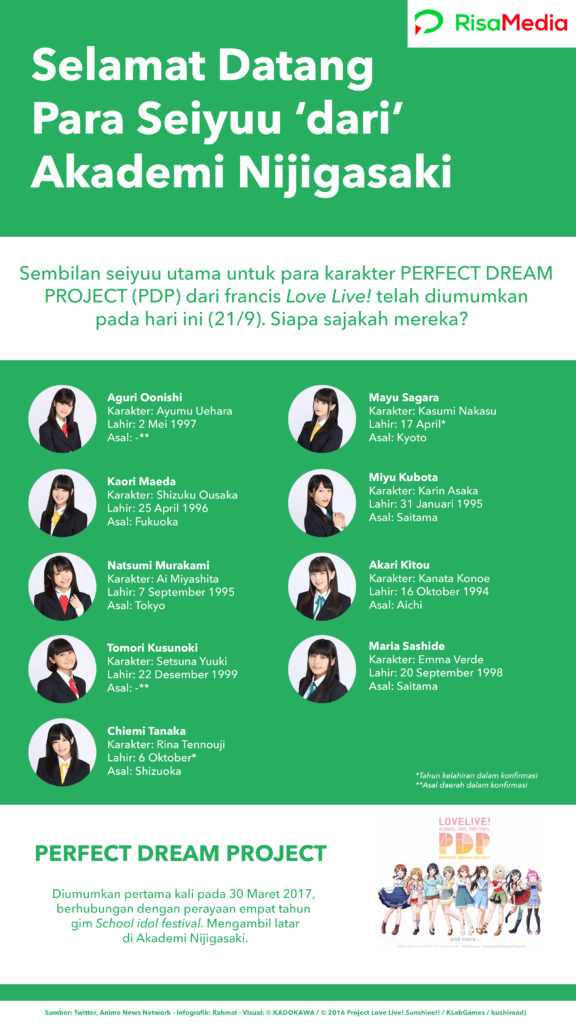 RisaMedia
Selamat Datang
Para Seiyuu ‘dari’
Akademi Nijigasaki
Sembilan seiyuu utama untuk para karakter PERFECT DREAM
PROJECT (PDP) dari francis Love Live! telah diumumkan
pada hari ini (21/9). Siapa sajakah mereka?
Aguri Oonishi
Karakter: Ayumu Uehara
Lahir: 2 Mei 1997
Asal: -**
Mayu Sagara
Karakter: Kasumi Nakasu
Lahir: 17 April*
Asal: Kyoto
Kaori Maeda
Karakter: Shizuku Ousaka
Lahir: 25 April 1996
Asal: Fukuoka
Miyu Kubota
Karakter: Karin Asaka
Lahir: 31 Januari 1995
Asal: Saitama
Natsumi Murakami
Karakter: Ai Miyashita
Lahir: 7 September 1995
Asal: Tokyo
Akari Kitou
Karakter: Kanata Konoe
Lahir: 16 Oktober 1994
Asal: Aichi
Tomori Kusunoki
Karakter: Setsuna Yuuki
Lahir: 22 Desember 1999
Asal: -**
Maria Sashide
Karakter: Emma Verde
Lahir: 20 September 1998
Asal: Saitama
Chiemi Tanaka
Karakter: Rina Tennouji
Lahir: 6 Oktober*
Asal: Shizuoka
*Tahun kelahiran dalam konfirmasi
**Asal daerah dalam konfirmasi
PERFECT DREAM PROJECT
Diumumkan pertama kali pada 30 Maret 2017,
berhubungan dengan perayaan empat tahun
gim School idol festival. Mengambil latar
di Akademi Nijigasaki.
LOVELIVE!
SCHOOL IDOL FESTIVAL
PDP
PERFECT DREAM PROJECT
and more...
Sumber: Twitter, Anime News Network - Infografik: Rahmat - Visual: © KADOKAWA / © 2016 Project Love Live! Sunshine!! / KLabGames / bushiroad)